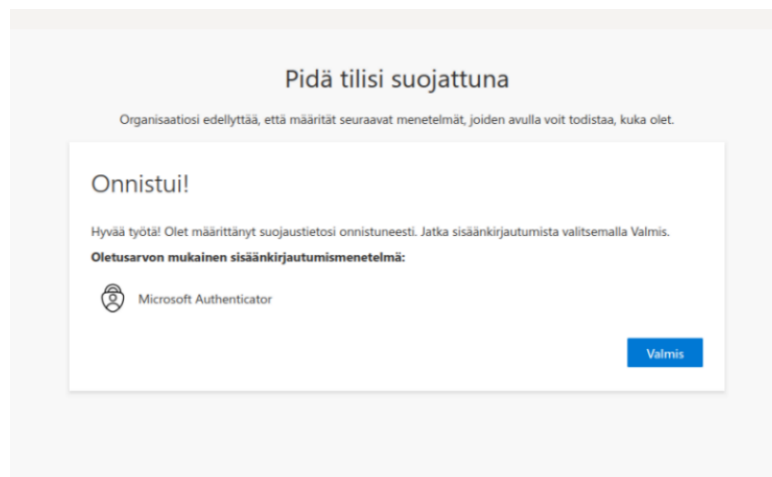 Pidä tilisi suojattuna
Organisaatiosi edellyttää, että määrität seuraavat menetelmät, joiden avulla voit todistaa, kuka olet.
Onnistui!
Hyvää työtä! Olet määrittänyt suojaustietosi onnistuneesti. Jatka sisäänkirjautumista valitsemalla Valmis.
Oletusarvon mukainen sisäänkirjautumismenetelmä:
Microsoft Authenticator
Valmis